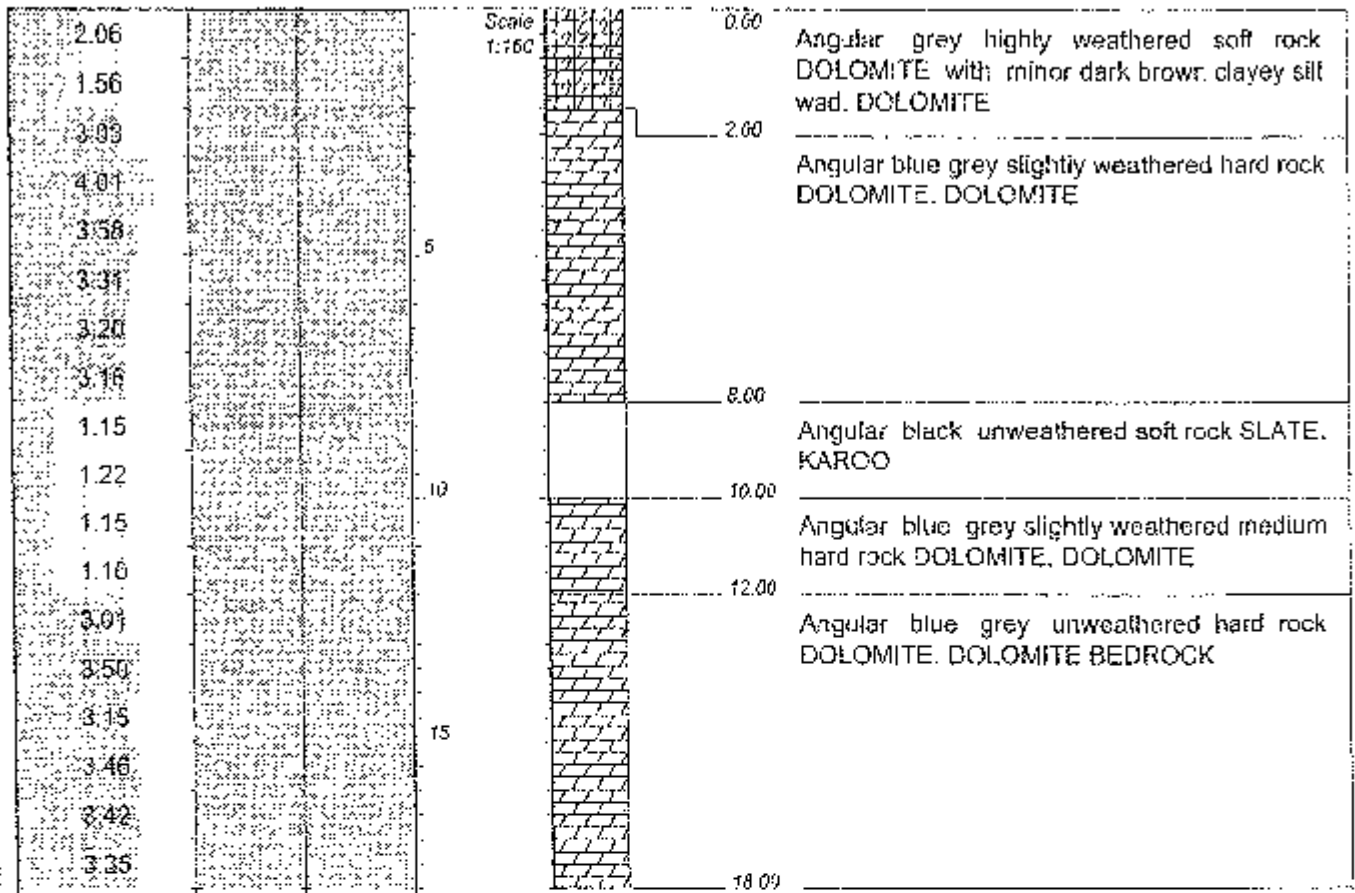 Scale
1:160
2.06
1.56
3.03
4.01
3.58
3.31
3.20
3.16
1.15
1.22
1.15
3.01
3.50
3.15
3.46
3.42
3.35
5
10
15
0.00
Angular grey highly weathered soft rock
DOLOMITE with minor dark brown clayey silt
wad. DOLOMITE
2.00
Angular blue grey slightly weathered hard rock
DOLOMITE. DOLOMITE
8.00
Angular black unweathered soft rock SLATE.
KAROO
10.00
Angular blue grey slightly weathered medium
hard rock DOLOMITE. DOLOMITE
12.00
Angular blue grey unweathered hard rock
DOLOMITE. DOLOMITE BEDROCK
18.00